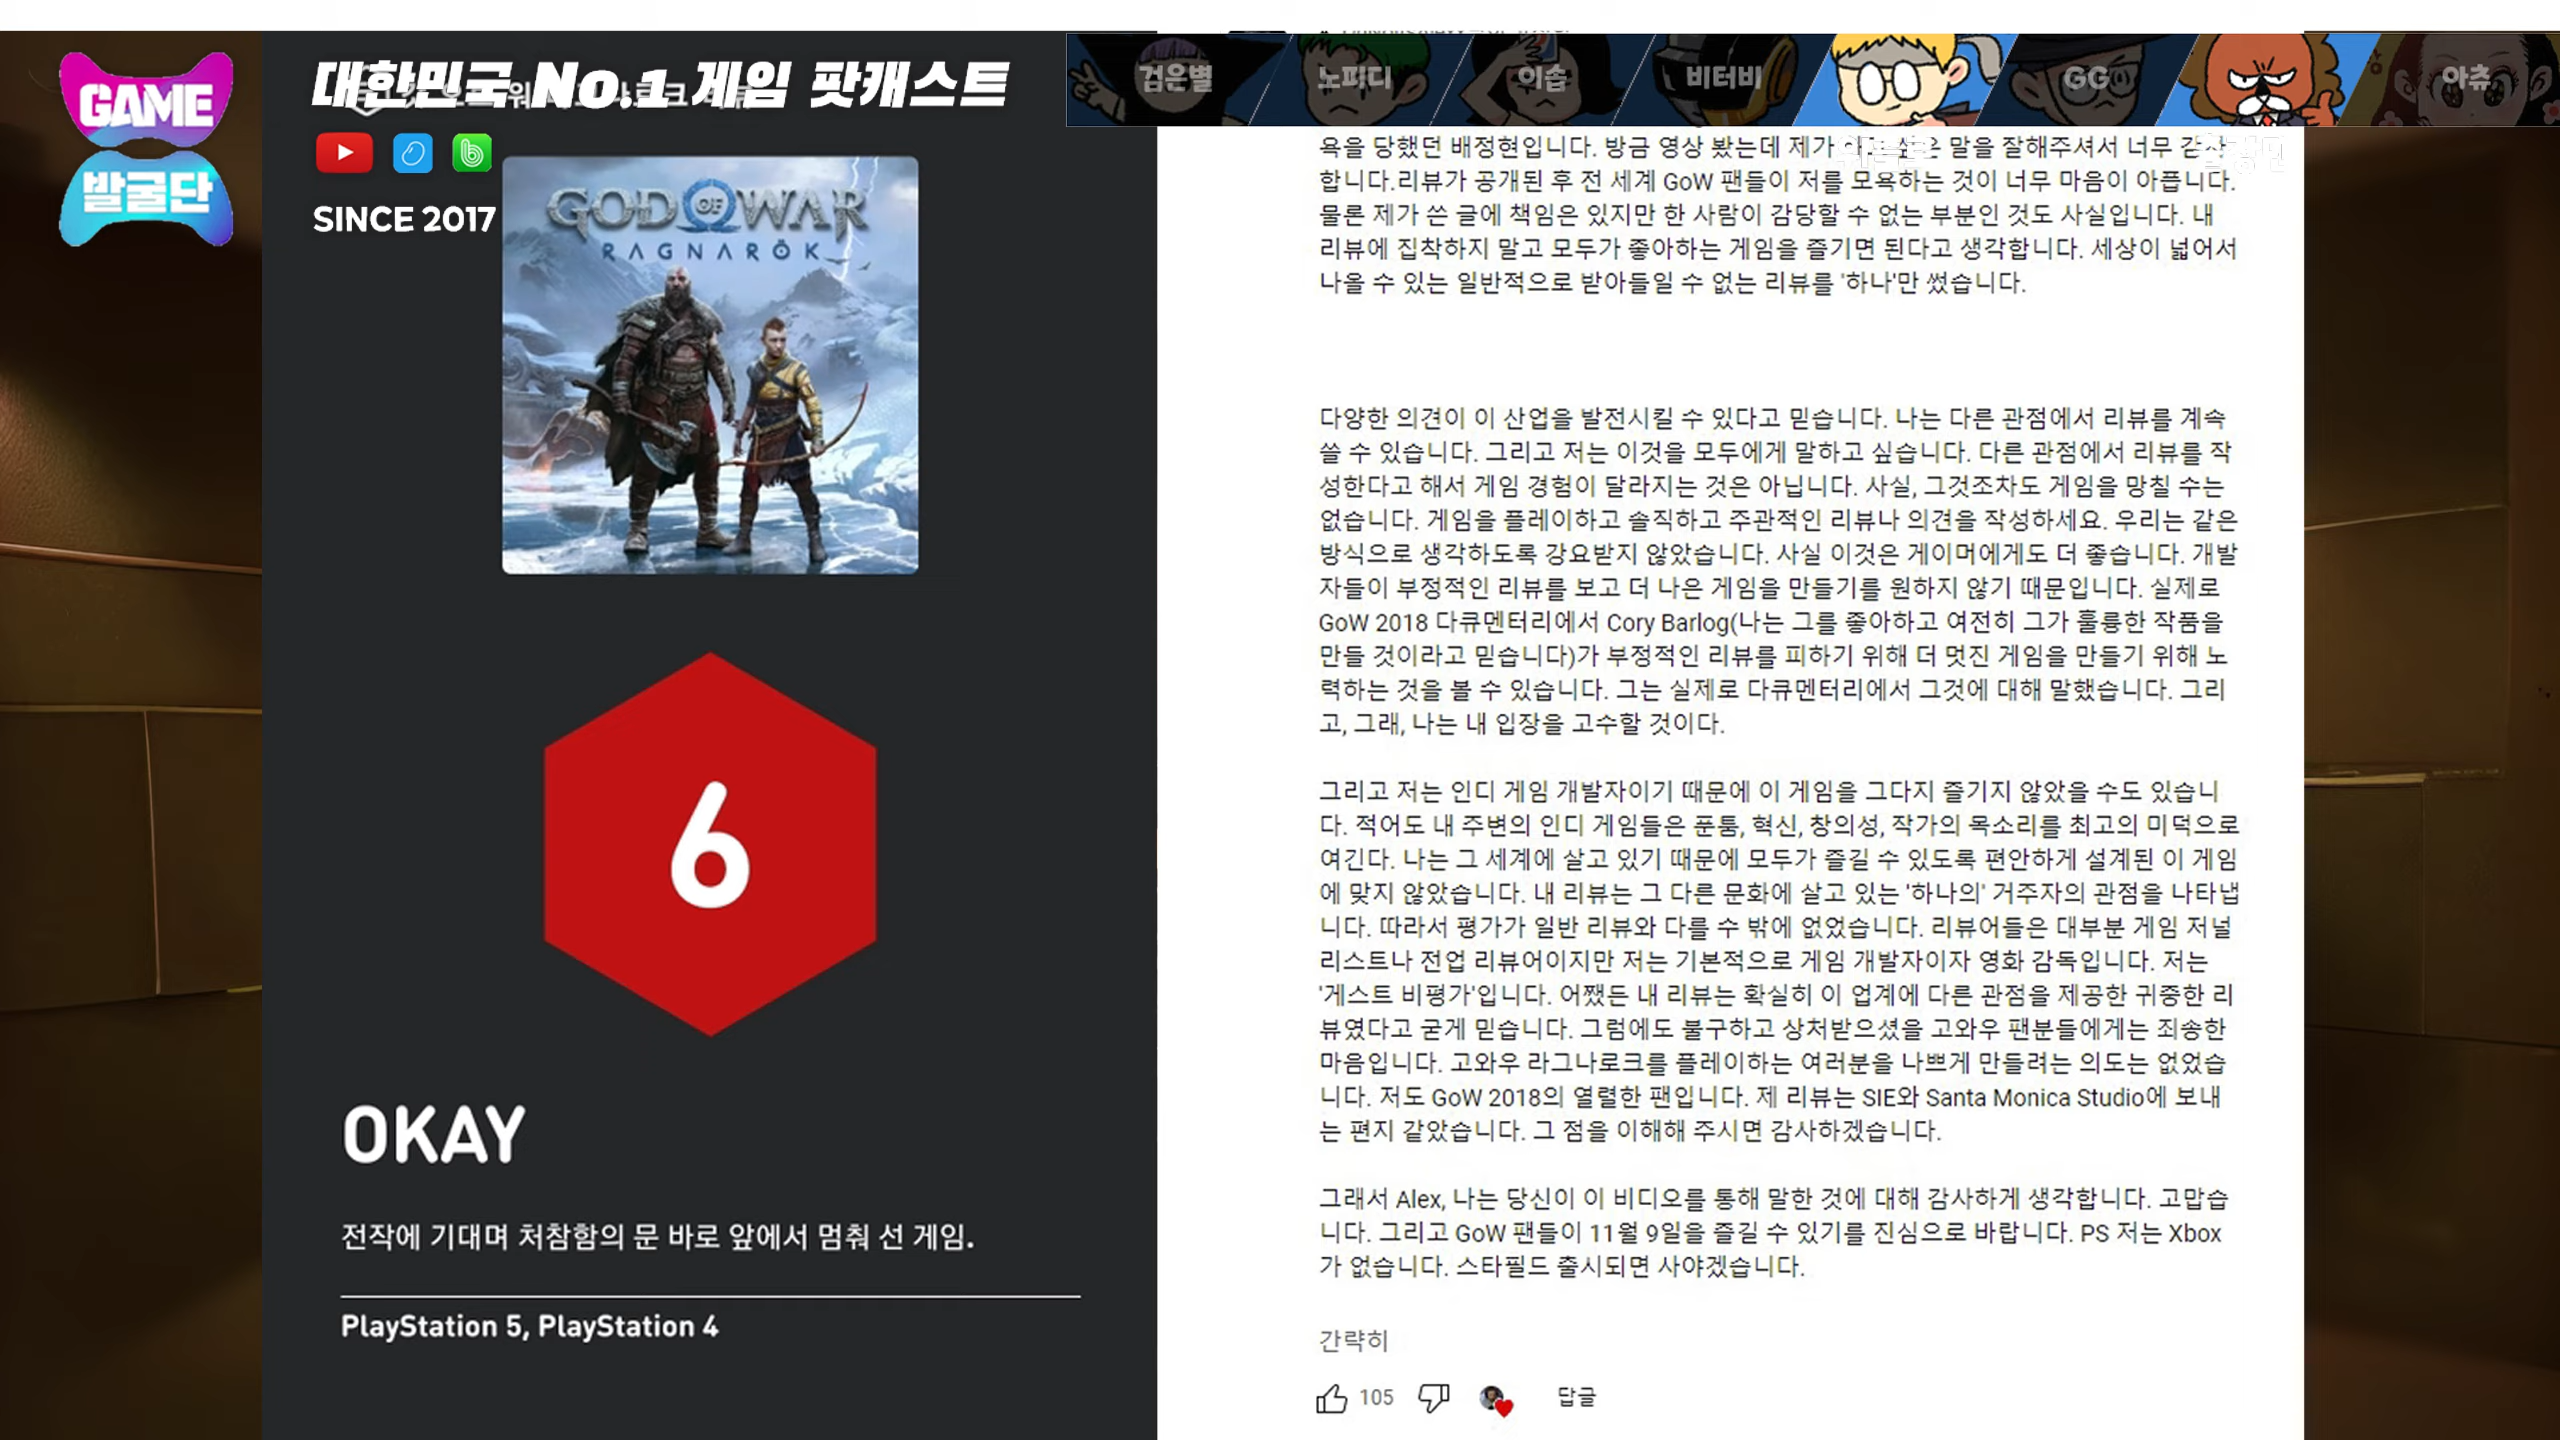 GAME
발굴단
대한민국 No.1 게임 팟캐스트
SINCE 2017
검은별
노피디
이솝
비터비
GG
아츄
GOD OF WAR
RAGNARÖK
6
OKAY
전작에 기대며 처참함의 문 바로 앞에서 멈춰 선 게임.
PlayStation 5, PlayStation 4
욕을 당했던 배정현입니다. 방금 영상 봤는데 제가 말을 잘해주셔서 너무
합니다.리뷰가 공개된 후 전 세계 GoW 팬들이 저를 모욕하는 것이 너무 마음이 아픕니다.
물론 제가 쓴 글에 책임은 있지만 한 사람이 감당할 수 없는 부분인 것도 사실입니다. 내
리뷰에 집착하지 말고 모두가 좋아하는 게임을 즐기면 된다고 생각합니다. 세상이 넓어서
나올 수 있는 일반적으로 받아들일 수 없는 리뷰를 '하나'만 썼습니다.
다양한 의견이 이 산업을 발전시킬 수 있다고 믿습니다. 나는 다른 관점에서 리뷰를 계속
쓸 수 있습니다. 그리고 저는 이것을 모두에게 말하고 싶습니다. 다른 관점에서 리뷰를 작
성한다고 해서 게임 경험이 달라지는 것은 아닙니다. 사실, 그것조차도 게임을 망칠 수는
없습니다. 게임을 플레이하고 솔직하고 주관적인 리뷰나 의견을 작성하세요. 우리는 같은
방식으로 생각하도록 강요받지 않았습니다. 사실 이것은 게이머에게도 더 좋습니다. 개발
자들이 부정적인 리뷰를 보고 더 나은 게임을 만들기를 원하지 않기 때문입니다. 실제로
GoW 2018 다큐멘터리에서 Cory Barlog(나는 그를 좋아하고 여전히 그가 훌륭한 작품을
만들 것이라고 믿습니다)가 부정적인 리뷰를 피하기 위해 더 멋진 게임을 만들기 위해 노
력하는 것을 볼 수 있습니다. 그는 실제로 다큐멘터리에서 그것에 대해 말했습니다. 그리
고, 그래, 나는 내 입장을 고수할 것이다.
그리고 저는 인디 게임 개발자이기 때문에 이 게임을 그다지 즐기지 않았을 수도 있습니
다. 적어도 내 주변의 인디 게임들은 푼툼, 혁신, 창의성, 작가의 목소리를 최고의 미덕으로
여긴다. 나는 그 세계에 살고 있기 때문에 모두가 즐길 수 있도록 편안하게 설계된 이 게임
에 맞지 않았습니다. 내 리뷰는 그 다른 문화에 살고 있는 '하나의' 거주자의 관점을 나타냅
니다. 따라서 평가가 일반 리뷰와 다를 수 밖에 없었습니다. 리뷰어들은 대부분 게임 저널
리스트나 전업 리뷰어이지만 저는 기본적으로 게임 개발자이자 영화 감독입니다. 저는
'게스트 비평가'입니다. 어쨌든 내 리뷰는 확실히 이 업계에 다른 관점을 제공한 귀중한 리
뷰였다고 굳게 믿습니다. 그럼에도 불구하고 상처받으셨을 고와우 팬분들에게는 죄송한
마음입니다. 고와우 라그나로크를 플레이하는 여러분을 나쁘게 만들려는 의도는 없었습
니다. 저도 GoW 2018의 열렬한 팬입니다. 제 리뷰는 SIE와 Santa Monica Studio에 보내
는 편지 같았습니다. 그 점을 이해해 주시면 감사하겠습니다.
그래서 Alex, 나는 당신이 이 비디오를 통해 말한 것에 대해 감사하게 생각합니다. 고맙습
니다. 그리고 GoW 팬들이 11월 9일을 즐길 수 있기를 진심으로 바랍니다. PS 저는 Xbox
가 없습니다. 스타필드 출시되면 사야겠습니다.
간략히
105
답글